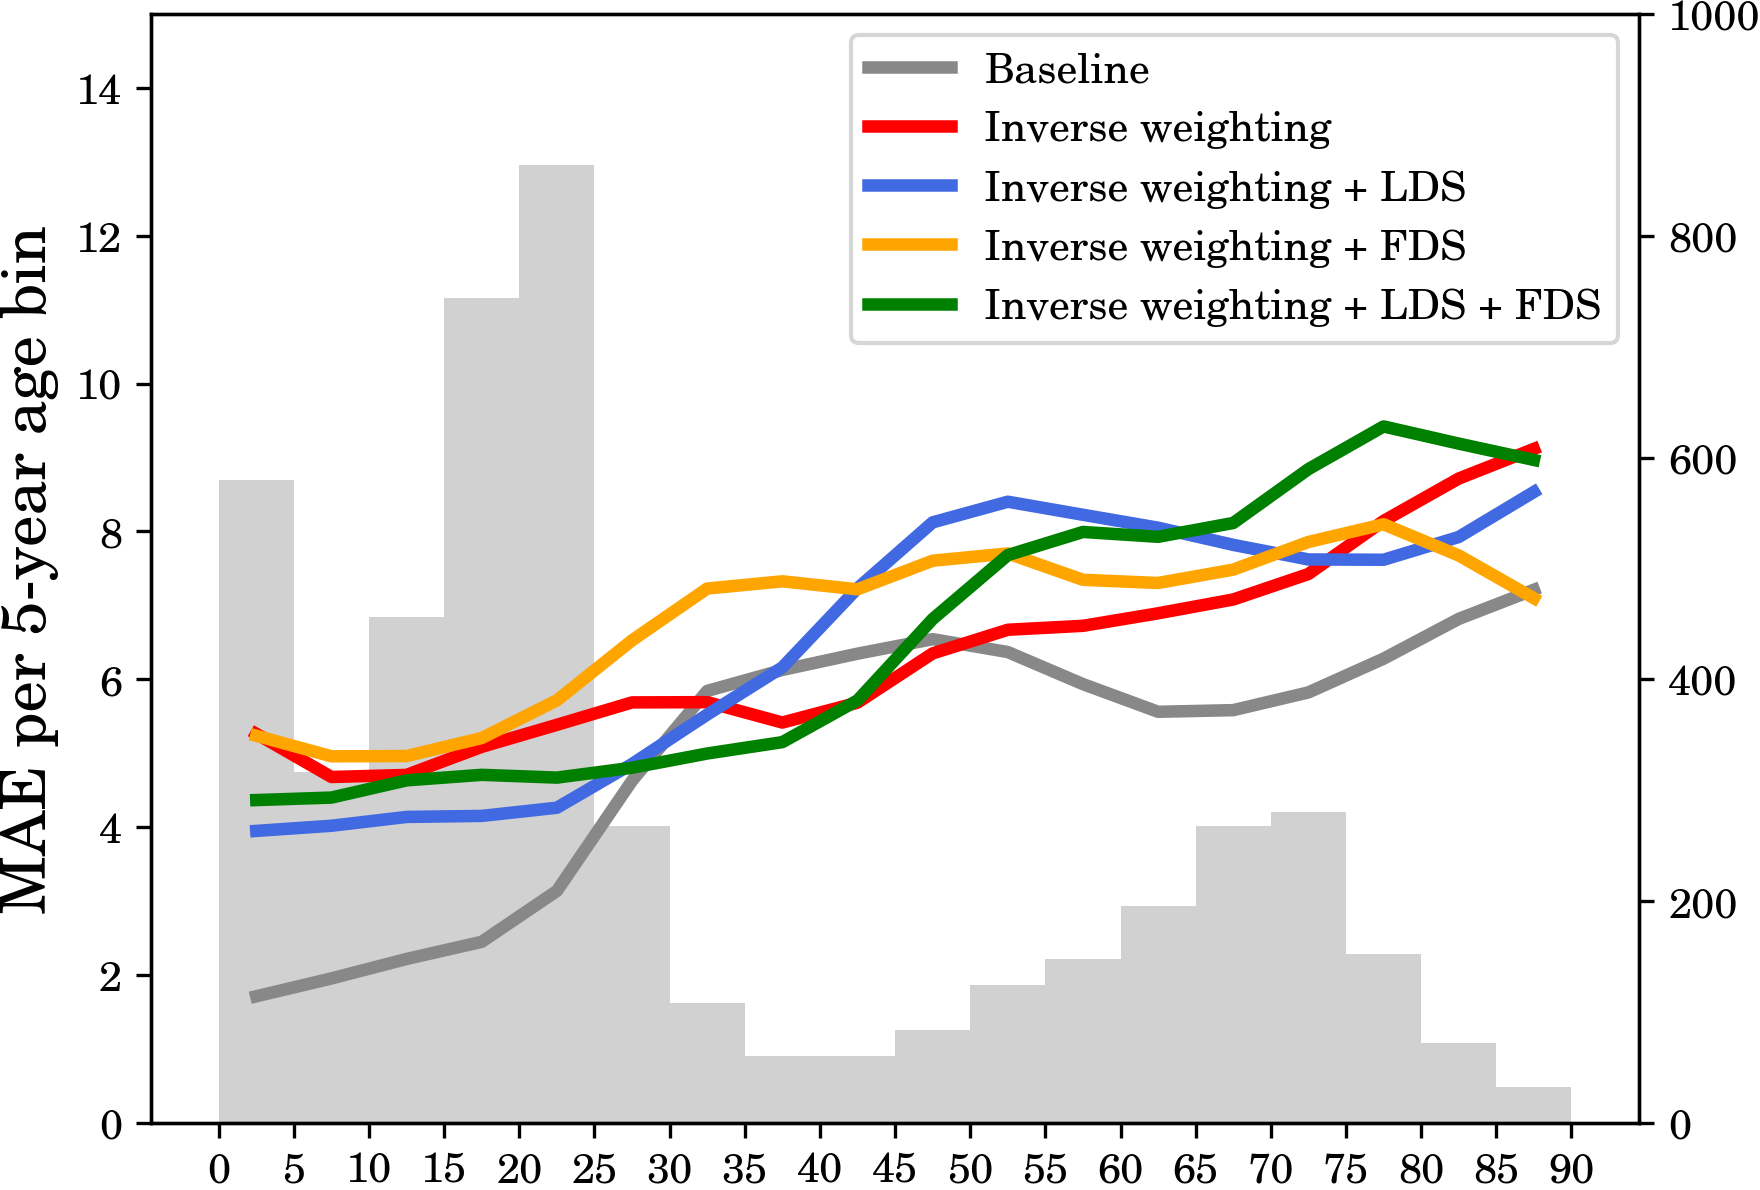 MAE per 5-year age bin
14
12
10
8
6
4
2
0
Baseline
Inverse weighting
Inverse weighting + LDS
Inverse weighting + FDS
Inverse weighting + LDS + FDS
1000
800
600
400
200
0
0 5 10 15 20 25 30 35 40 45 50 55 60 65 70 75 80 85 90